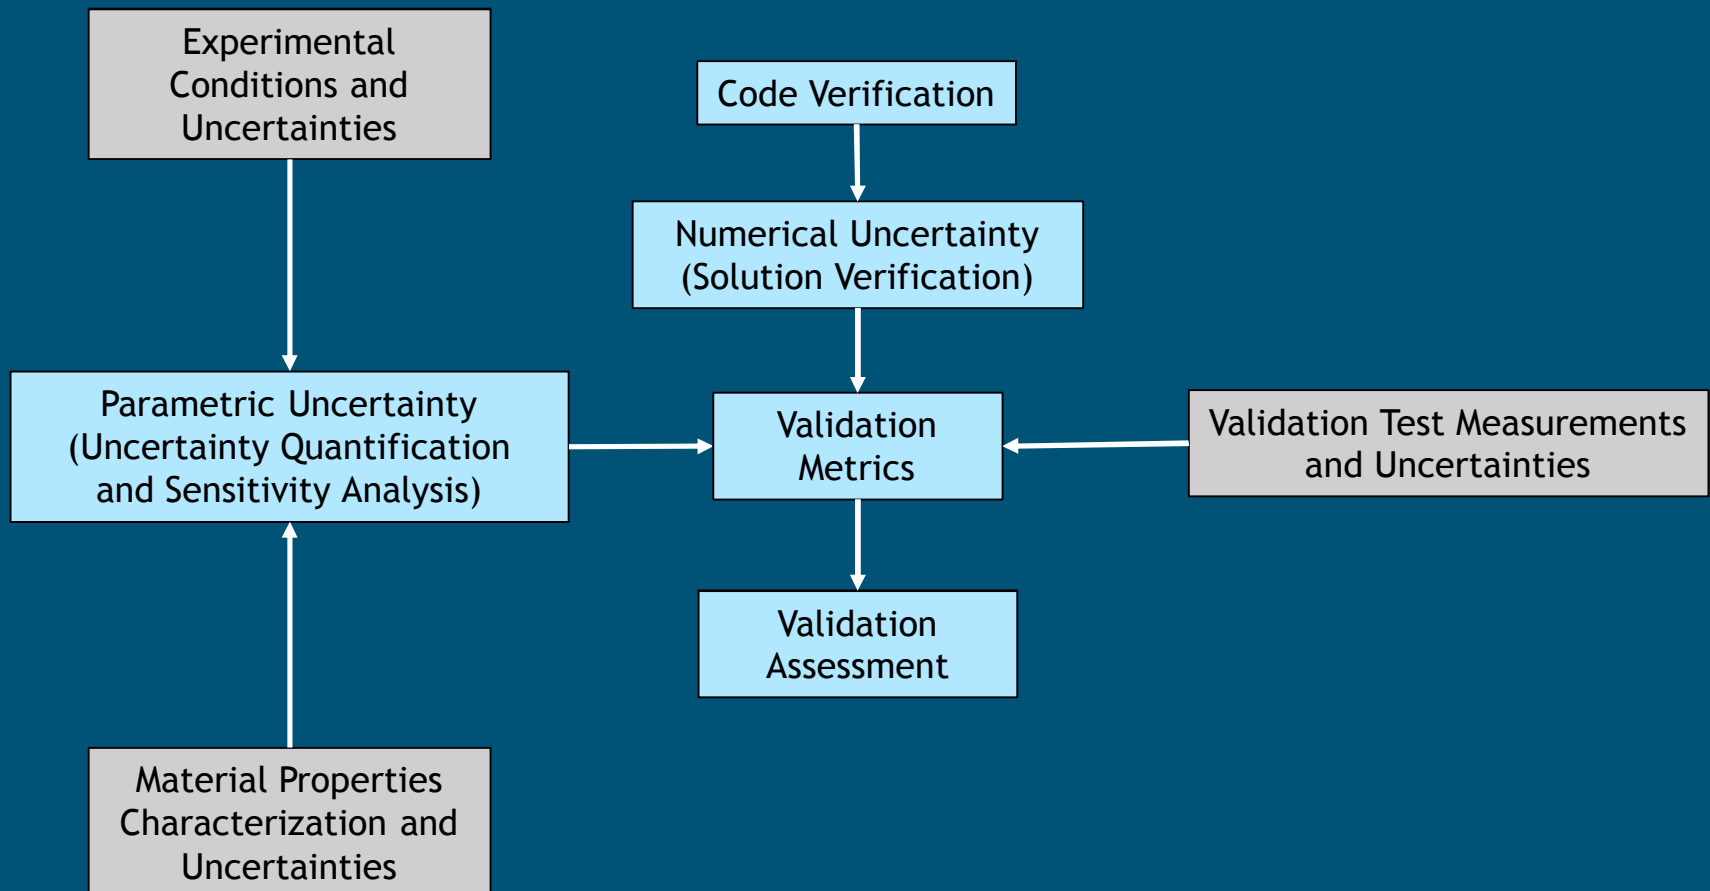 Experimental
Conditions and
Uncertainties
Code Verification
Numerical Uncertainty
(Solution Verification)
Parametric Uncertainty
(Uncertainty Quantification
and Sensitivity Analysis)
Validation
Metrics
Validation Test Measurements
and Uncertainties
Validation
Assessment
Material Properties
Characterization and
Uncertainties